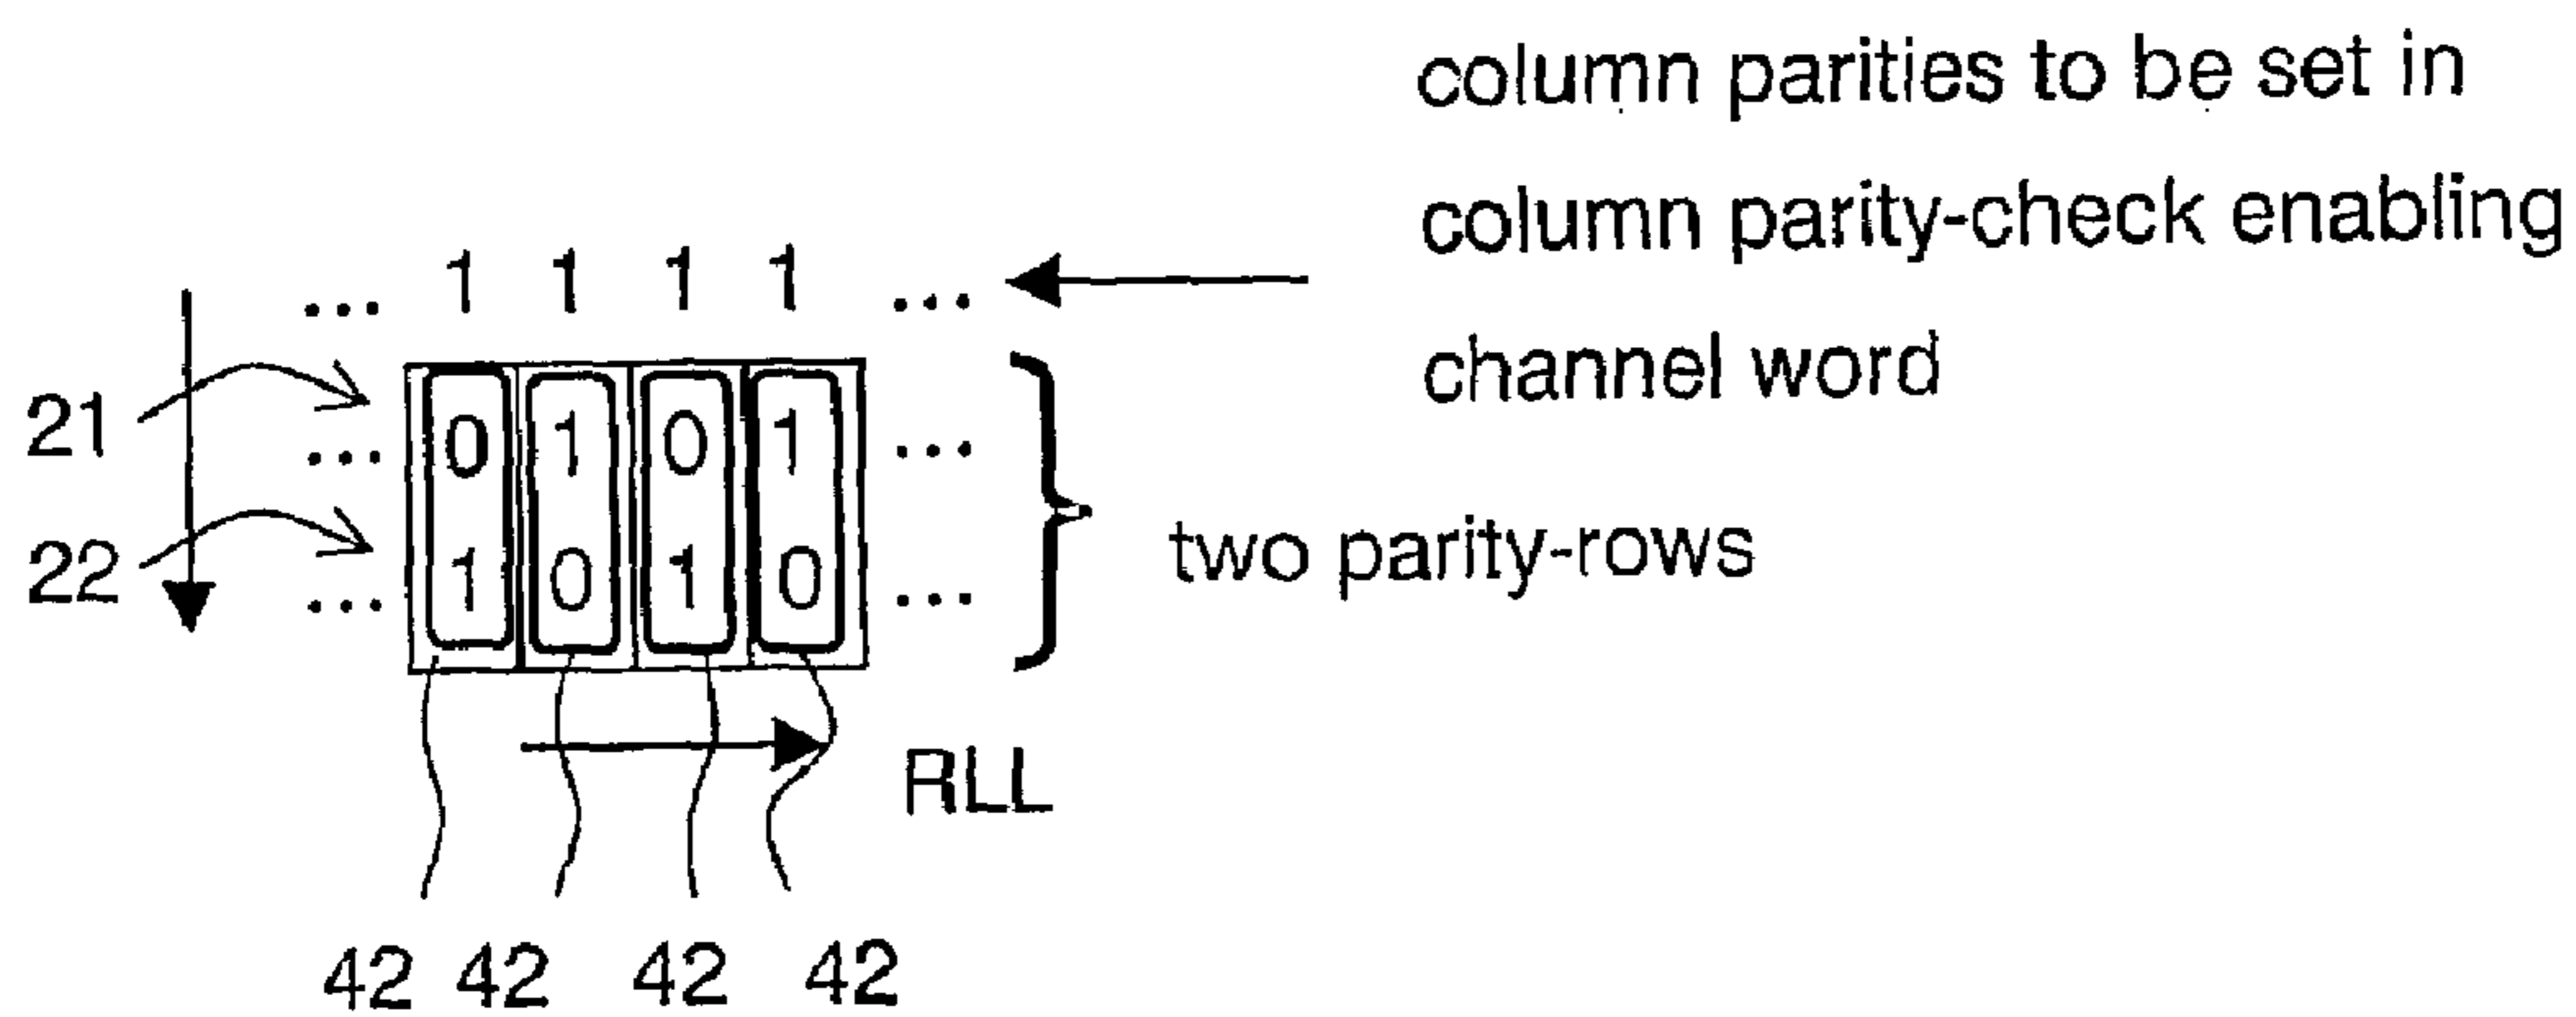 column parities to be set in
column parity-check enabling
... 1 1 1 1 ...
channel word
21 ... 0 1 0 1 ...
22 ... 1 0 1 0 ...
two parity-rows
RLL
42 42 42 42